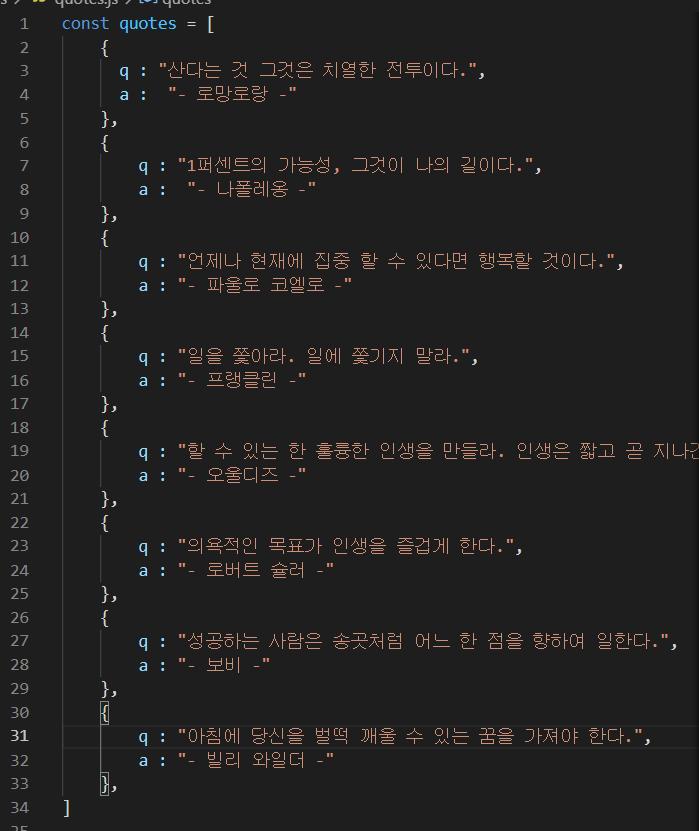 quotes.js > quotes
1 const quotes = [
2 {
3 q : "산다는 것 그것은 치열한 전투이다.",
4 a :  "- 로망로랑 -"
5 },
6 {
7 q : "1퍼센트의 가능성, 그것이 나의 길이다.",
8 a :  "- 나폴레옹 -"
9 },
10 {
11 q : "언제나 현재에 집중 할 수 있다면 행복할 것이다.",
12 a : "- 파울로 코엘로 -"
13 },
14 {
15 q : "일을 쫓아라. 일에 쫓기지 말라.",
16 a : "- 프랭클린 -"
17 },
18 {
19 q : "할 수 있는 한 훌륭한 인생을 만들라. 인생은 짧고 곧 지나간
20 a : "- 오울디즈 -"
21 },
22 {
23 q : "의욕적인 목표가 인생을 즐겁게 한다.",
24 a : "- 로버트 슐러 -"
25 },
26 {
27 q : "성공하는 사람은 송곳처럼 어느 한 점을 향하여 일한다.",
28 a : "- 보비 -"
29 },
30 {
31 q : "아침에 당신을 벌떡 깨울 수 있는 꿈을 가져야 한다.",
32 a : "- 빌리 와일더 -"
33 },
34 ]